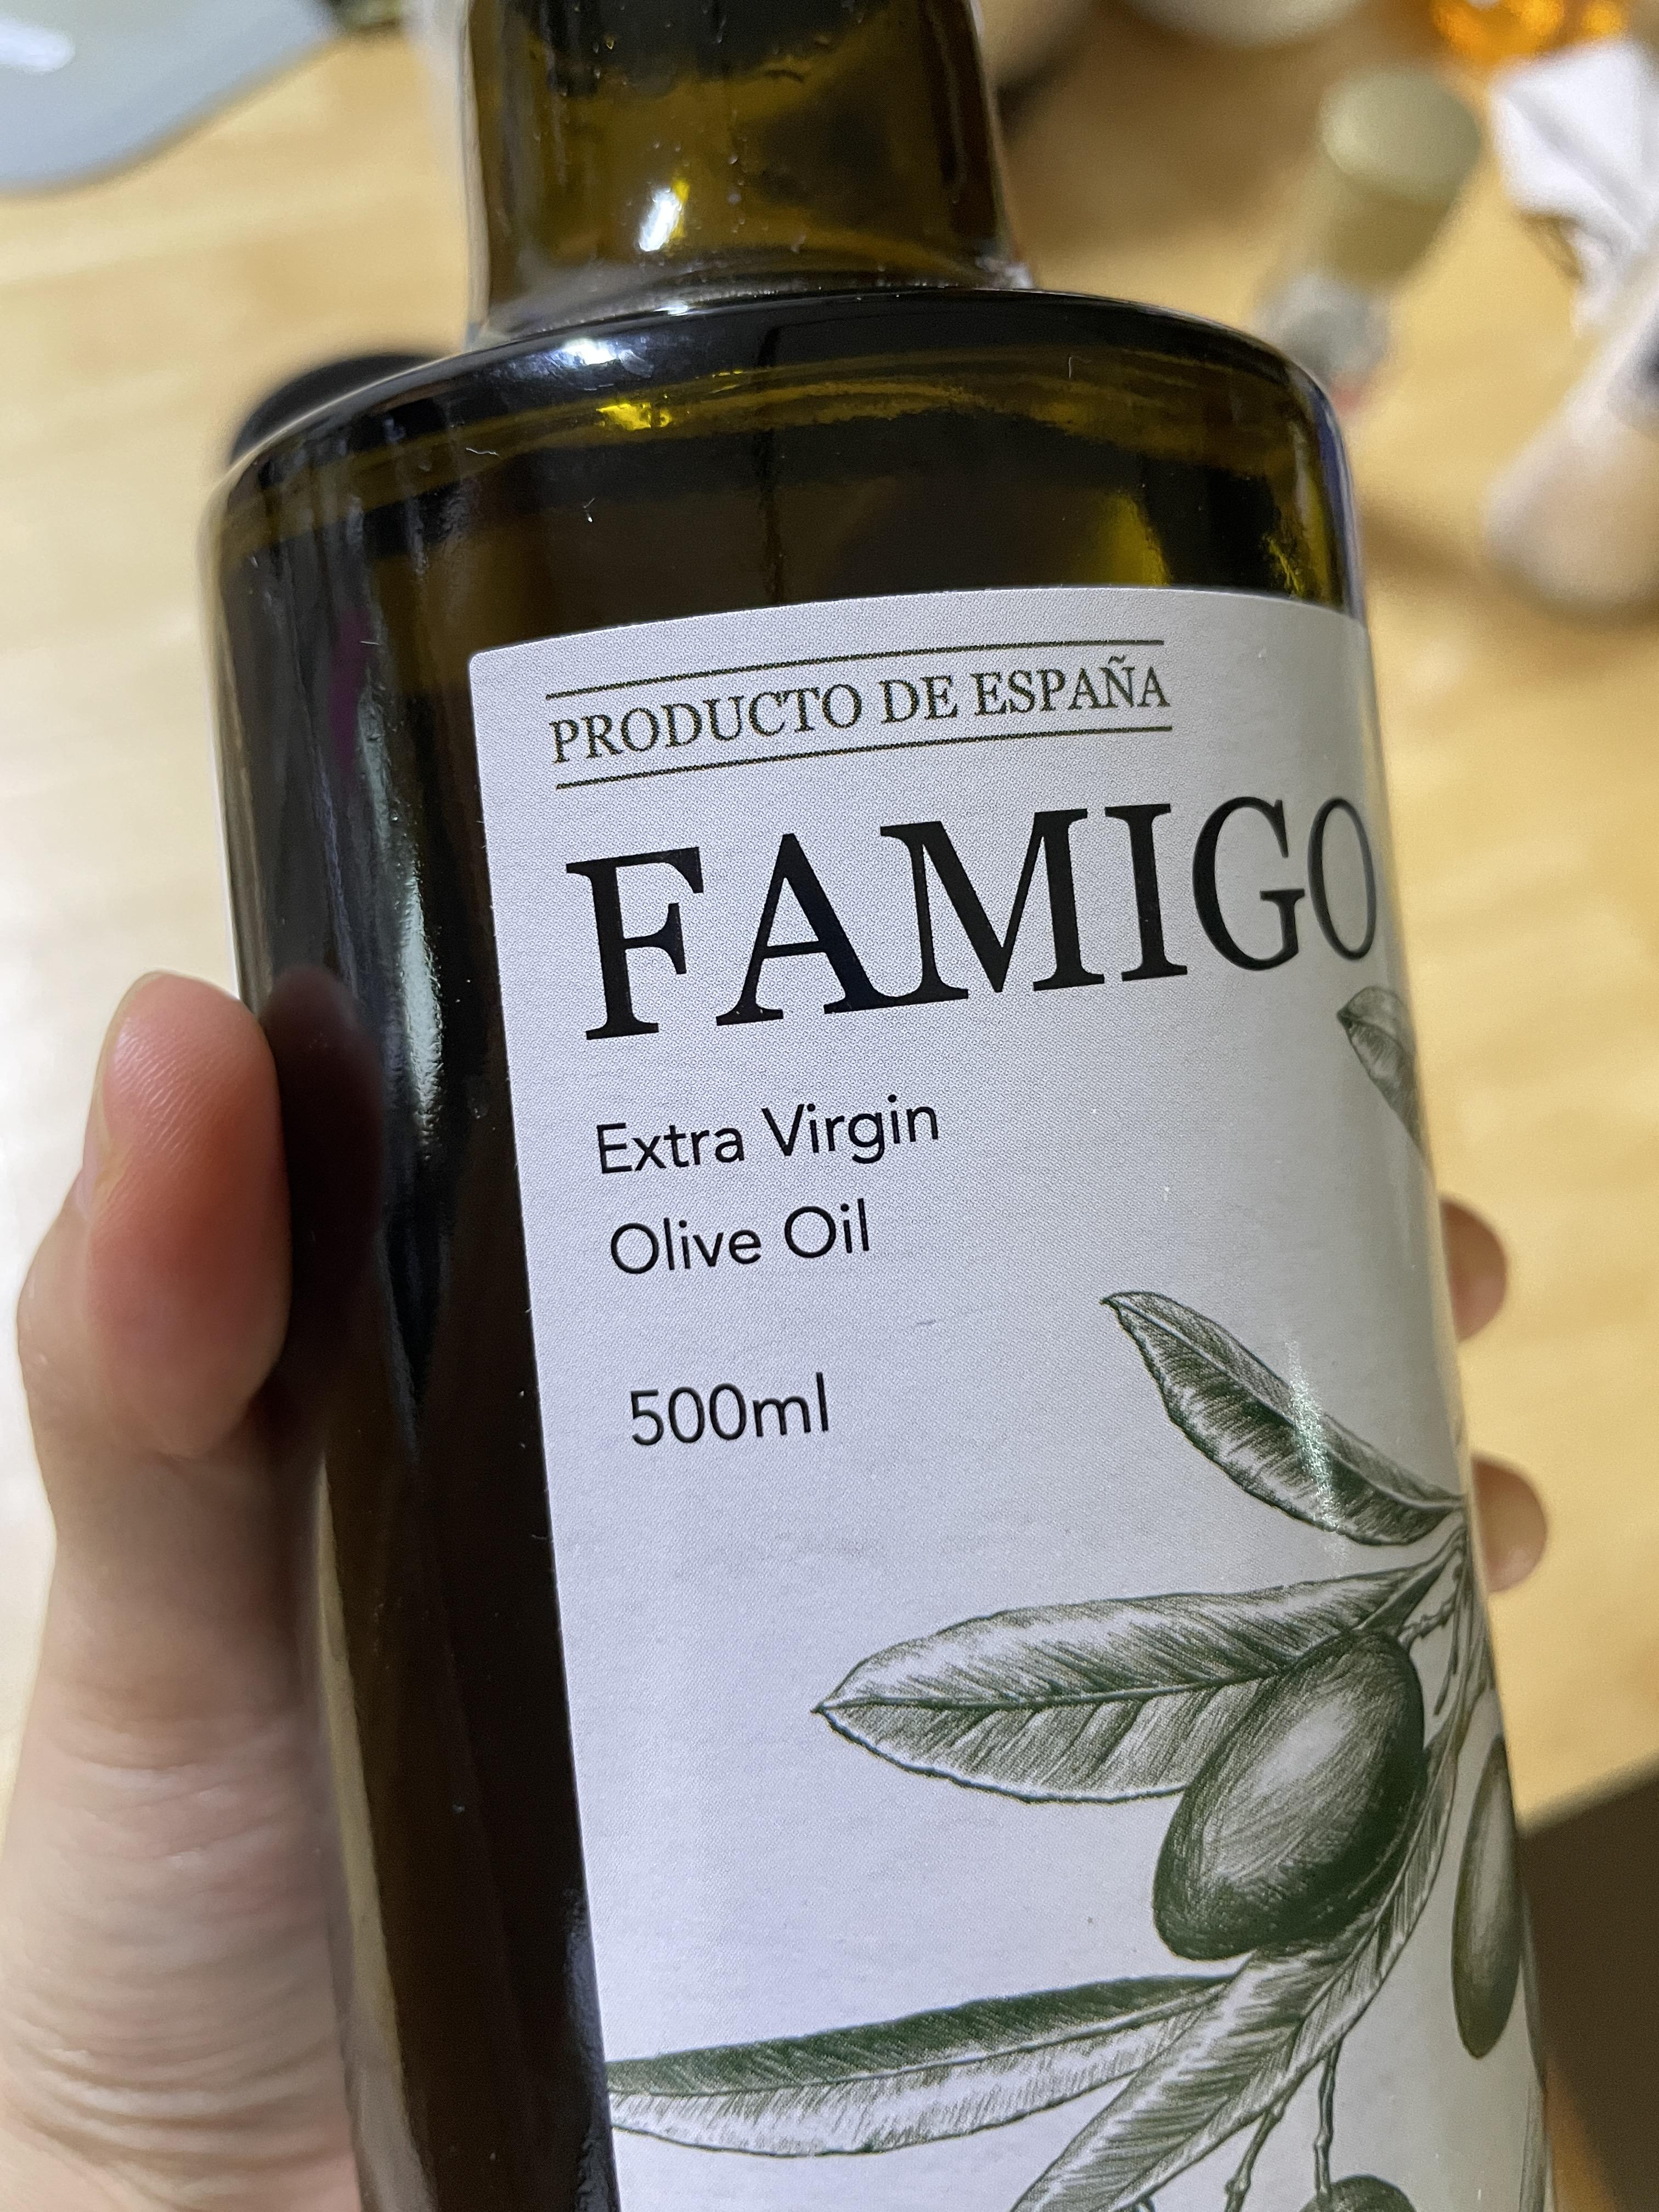 PRODUCTO DE ESPAÑA
FAMIGO
Extra Virgin
Olive Oil
500ml